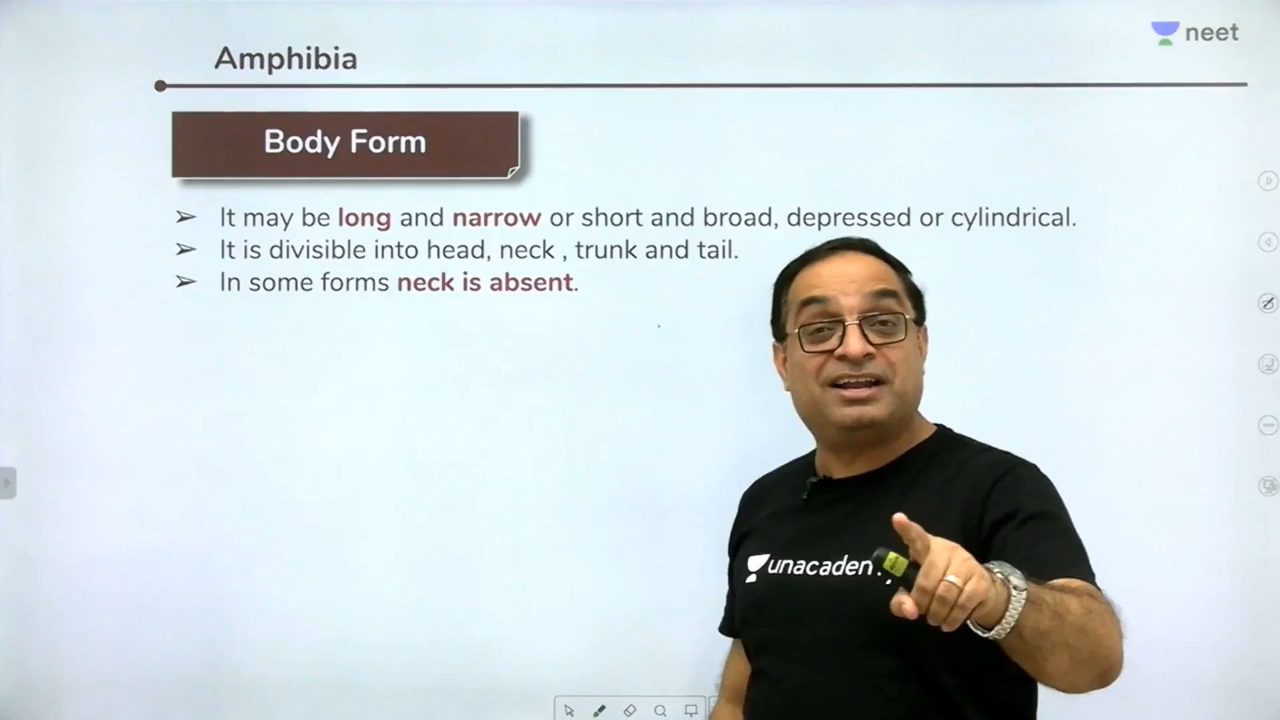 neet
Amphibia
Body Form
➢ It may be long and narrow or short and broad, depressed or cylindrical.
➢ It is divisible into head, neck , trunk and tail.
➢ In some forms neck is absent.
unacaden